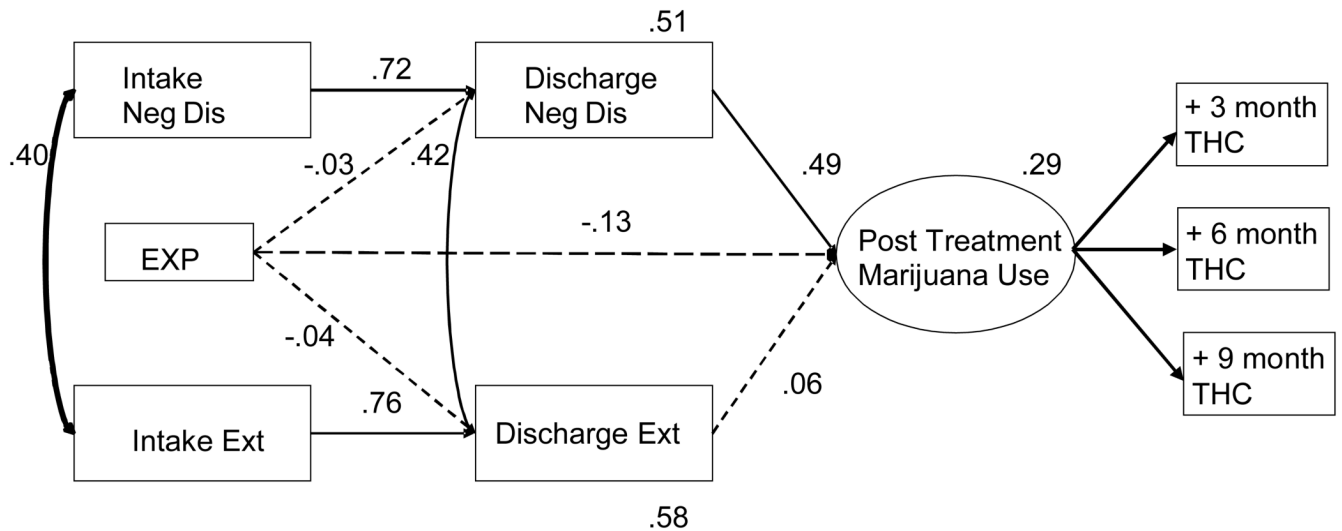 .51
Intake
Neg Dis
.72
Discharge
Neg Dis
+ 3 month
THC
.40
-.03
.42
.49
.29
-.13
EXP
Post Treatment
Marijuana Use
+ 6 month
THC
-.04
.06
+ 9 month
THC
Intake Ext
.76
Discharge Ext
.58